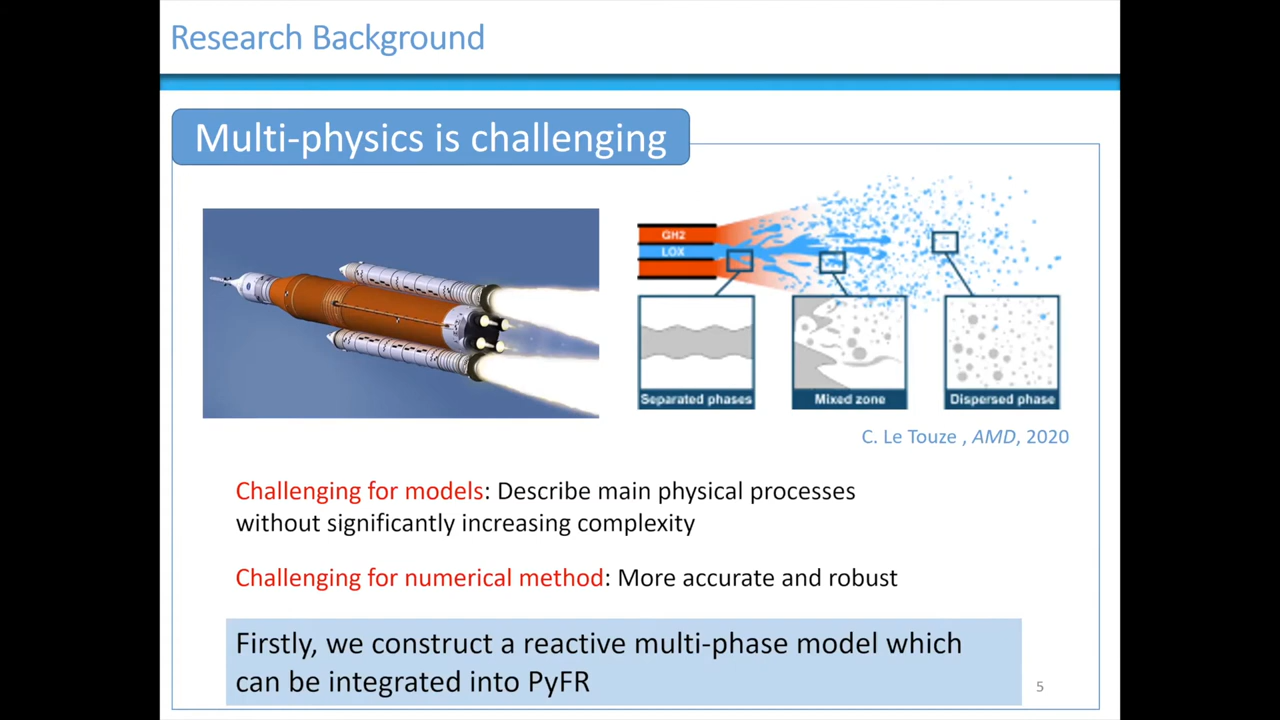 Research Background
Multi-physics is challenging
GH2
LOX
Separated phases
Mixed zone
Dispersed phase
C. Le Touze , AMD, 2020
Challenging for models: Describe main physical processes
without significantly increasing complexity
Challenging for numerical method: More accurate and robust
Firstly, we construct a reactive multi-phase model which
can be integrated into PyFR
5